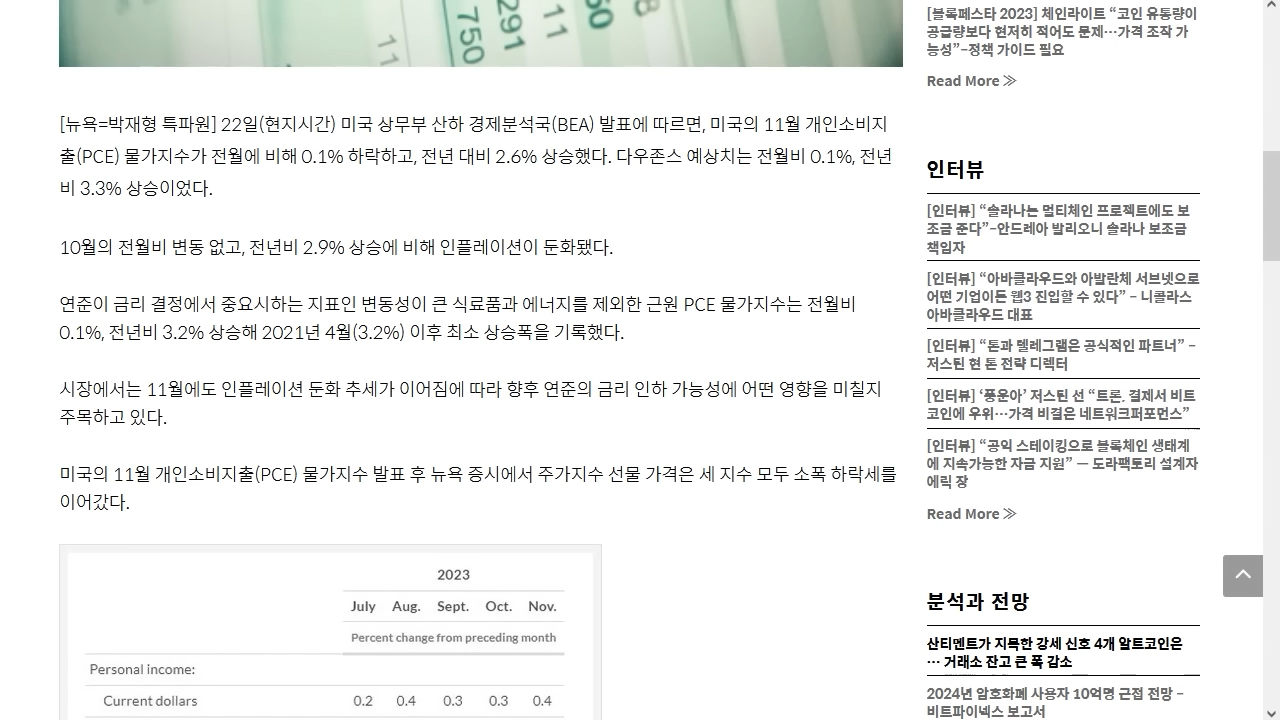 750
291
11
60
8
11
[뉴욕=박재형 특파원] 22일(현지시간) 미국 상무부 산하 경제분석국(BEA) 발표에 따르면, 미국의 11월 개인소비지
출(PCE) 물가지수가 전월에 비해 0.1% 하락하고, 전년 대비 2.6% 상승했다. 다우존스 예상치는 전월비 0.1%, 전년
비 3.3% 상승이었다.
10월의 전월비 변동 없고, 전년비 2.9% 상승에 비해 인플레이션이 둔화됐다.
연준이 금리 결정에서 중요시하는 지표인 변동성이 큰 식료품과 에너지를 제외한 근원 PCE 물가지수는 전월비
0.1%, 전년비 3.2% 상승해 2021년 4월(3.2%) 이후 최소 상승폭을 기록했다.
시장에서는 11월에도 인플레이션 둔화 추세가 이어짐에 따라 향후 연준의 금리 인하 가능성에 어떤 영향을 미칠지
주목하고 있다.
미국의 11월 개인소비지출(PCE) 물가지수 발표 후 뉴욕 증시에서 주가지수 선물 가격은 세 지수 모두 소폭 하락세를
이어갔다.
2023
July Aug. Sept. Oct. Nov.
Percent change from preceding month
Personal income:
Current dollars 0.2 0.4 0.3 0.3 0.4
[블록페스타 2023] 체인라이트 “코인 유통량이
공급량보다 현저히 적어도 문제…가격 조작 가
능성”-정책 가이드 필요
Read More ≫
인터뷰
[인터뷰] “솔라나는 멀티체인 프로젝트에도 보
조금 준다”-안드레아 발리오니 솔라나 보조금
책임자
[인터뷰] “아바클라우드와 아발란체 서브넷으로
어떤 기업이든 웹3 진입할 수 있다” – 니콜라스
아바클라우드 대표
[인터뷰] “톤과 텔레그램은 공식적인 파트너” –
저스틴 현 톤 전략 디렉터
[인터뷰] ‘풍운아’ 저스틴 선 “트론, 결제서 비트
코인에 우위…가격 비결은 네트워크퍼포먼스”
[인터뷰] “공익 스테이킹으로 블록체인 생태계
에 지속가능한 자금 지원” — 도라팩토리 설계자
에릭 장
Read More ≫
분석과 전망
산티멘트가 지목한 강세 신호 4개 알트코인은
… 거래소 잔고 큰 폭 감소
2024년 암호화폐 사용자 10억명 근접 전망 –
비트파이넥스 보고서